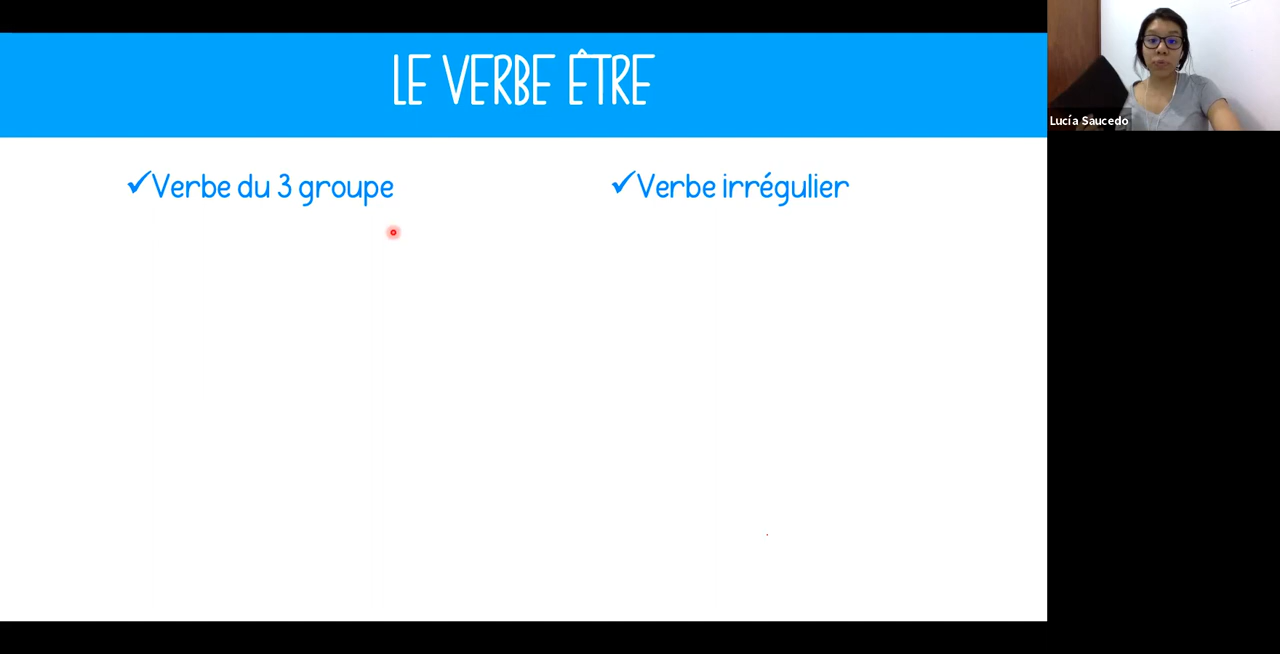 LE VERBE ÊTRE
✓Verbe du 3 groupe
✓Verbe irrégulier
Lucía Saucedo